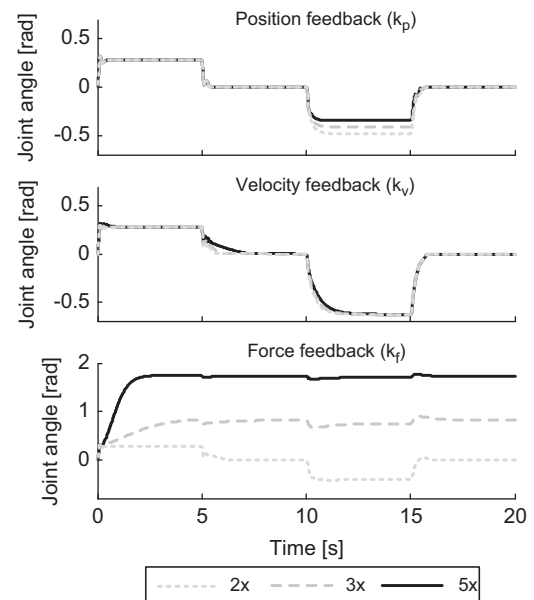 Position feedback (kp)
Joint angle [rad]
0.5
0
-0.5
Velocity feedback (kv)
Joint angle [rad]
0.5
0
-0.5
Force feedback (kf)
Joint angle [rad]
2
1
0
0 5 10 15 20
Time [s]
2x 3x 5x